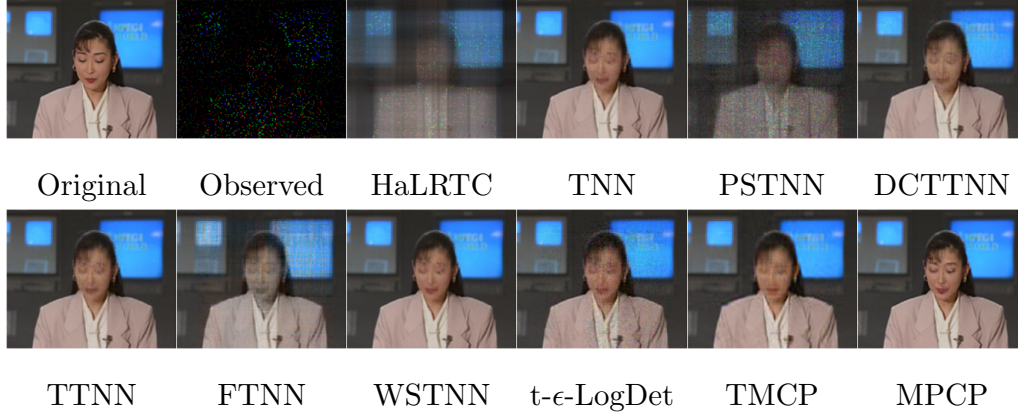 Original Observed HaLRTC TNN PSTNN DCTTNN
TTNN FTNN WSTNN t-ϵ-LogDet TMCP MPCP